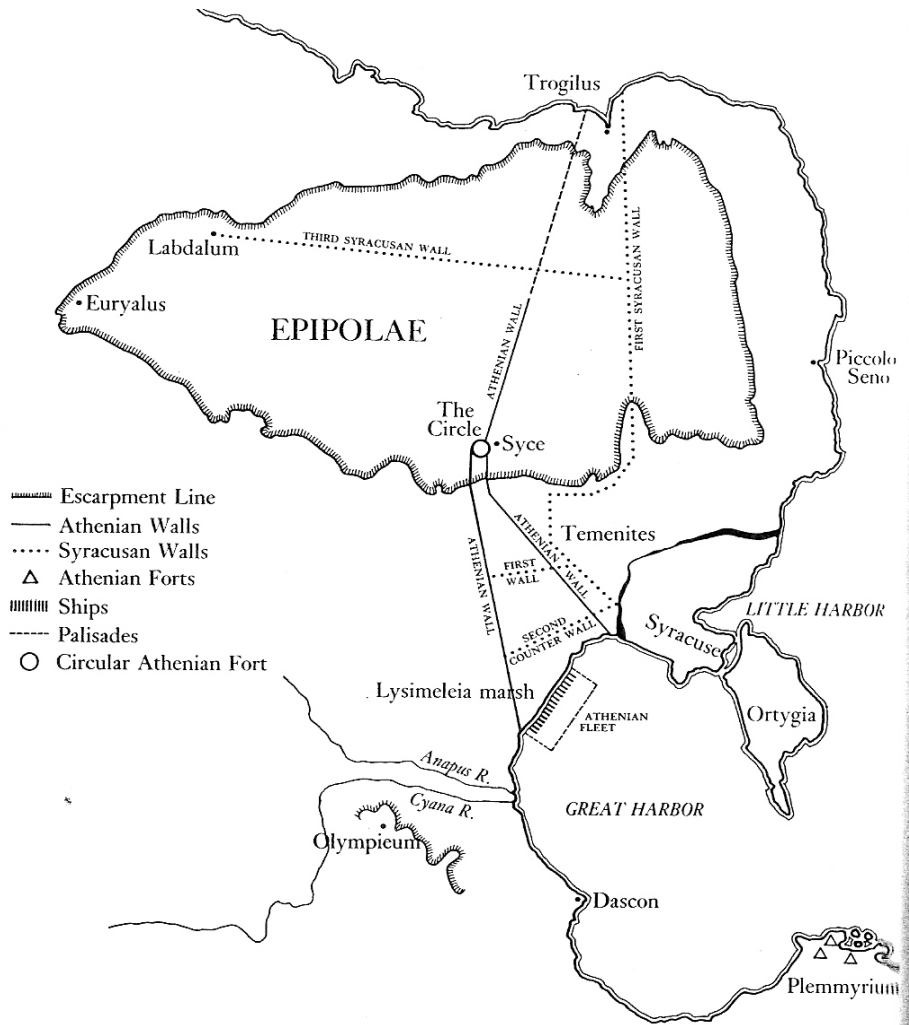 Trogilus
THIRD SYRACUSAN WALL
Labdalum
FIRST SYRACUSAN WALL
Euryalus
EPIPOLAE
ATHENIAN WALL
Piccolo
Seno
The
Circle
Syce
Escarpment Line
Athenian Walls
Syracusan Walls
Athenian Forts
Ships
Palisades
Circular Athenian Fort
ATHENIAN WALL
Temenites
ATHENIAN WALL
FIRST
WALL
LITTLE HARBOR
Syracuse
SECOND
COUNTER WALL
Lysimeleia marsh
ATHENIAN
FLEET
Ortygia
Anapus R.
Cyana R.
GREAT HARBOR
Olympieum
Dascon
Plemmyrium